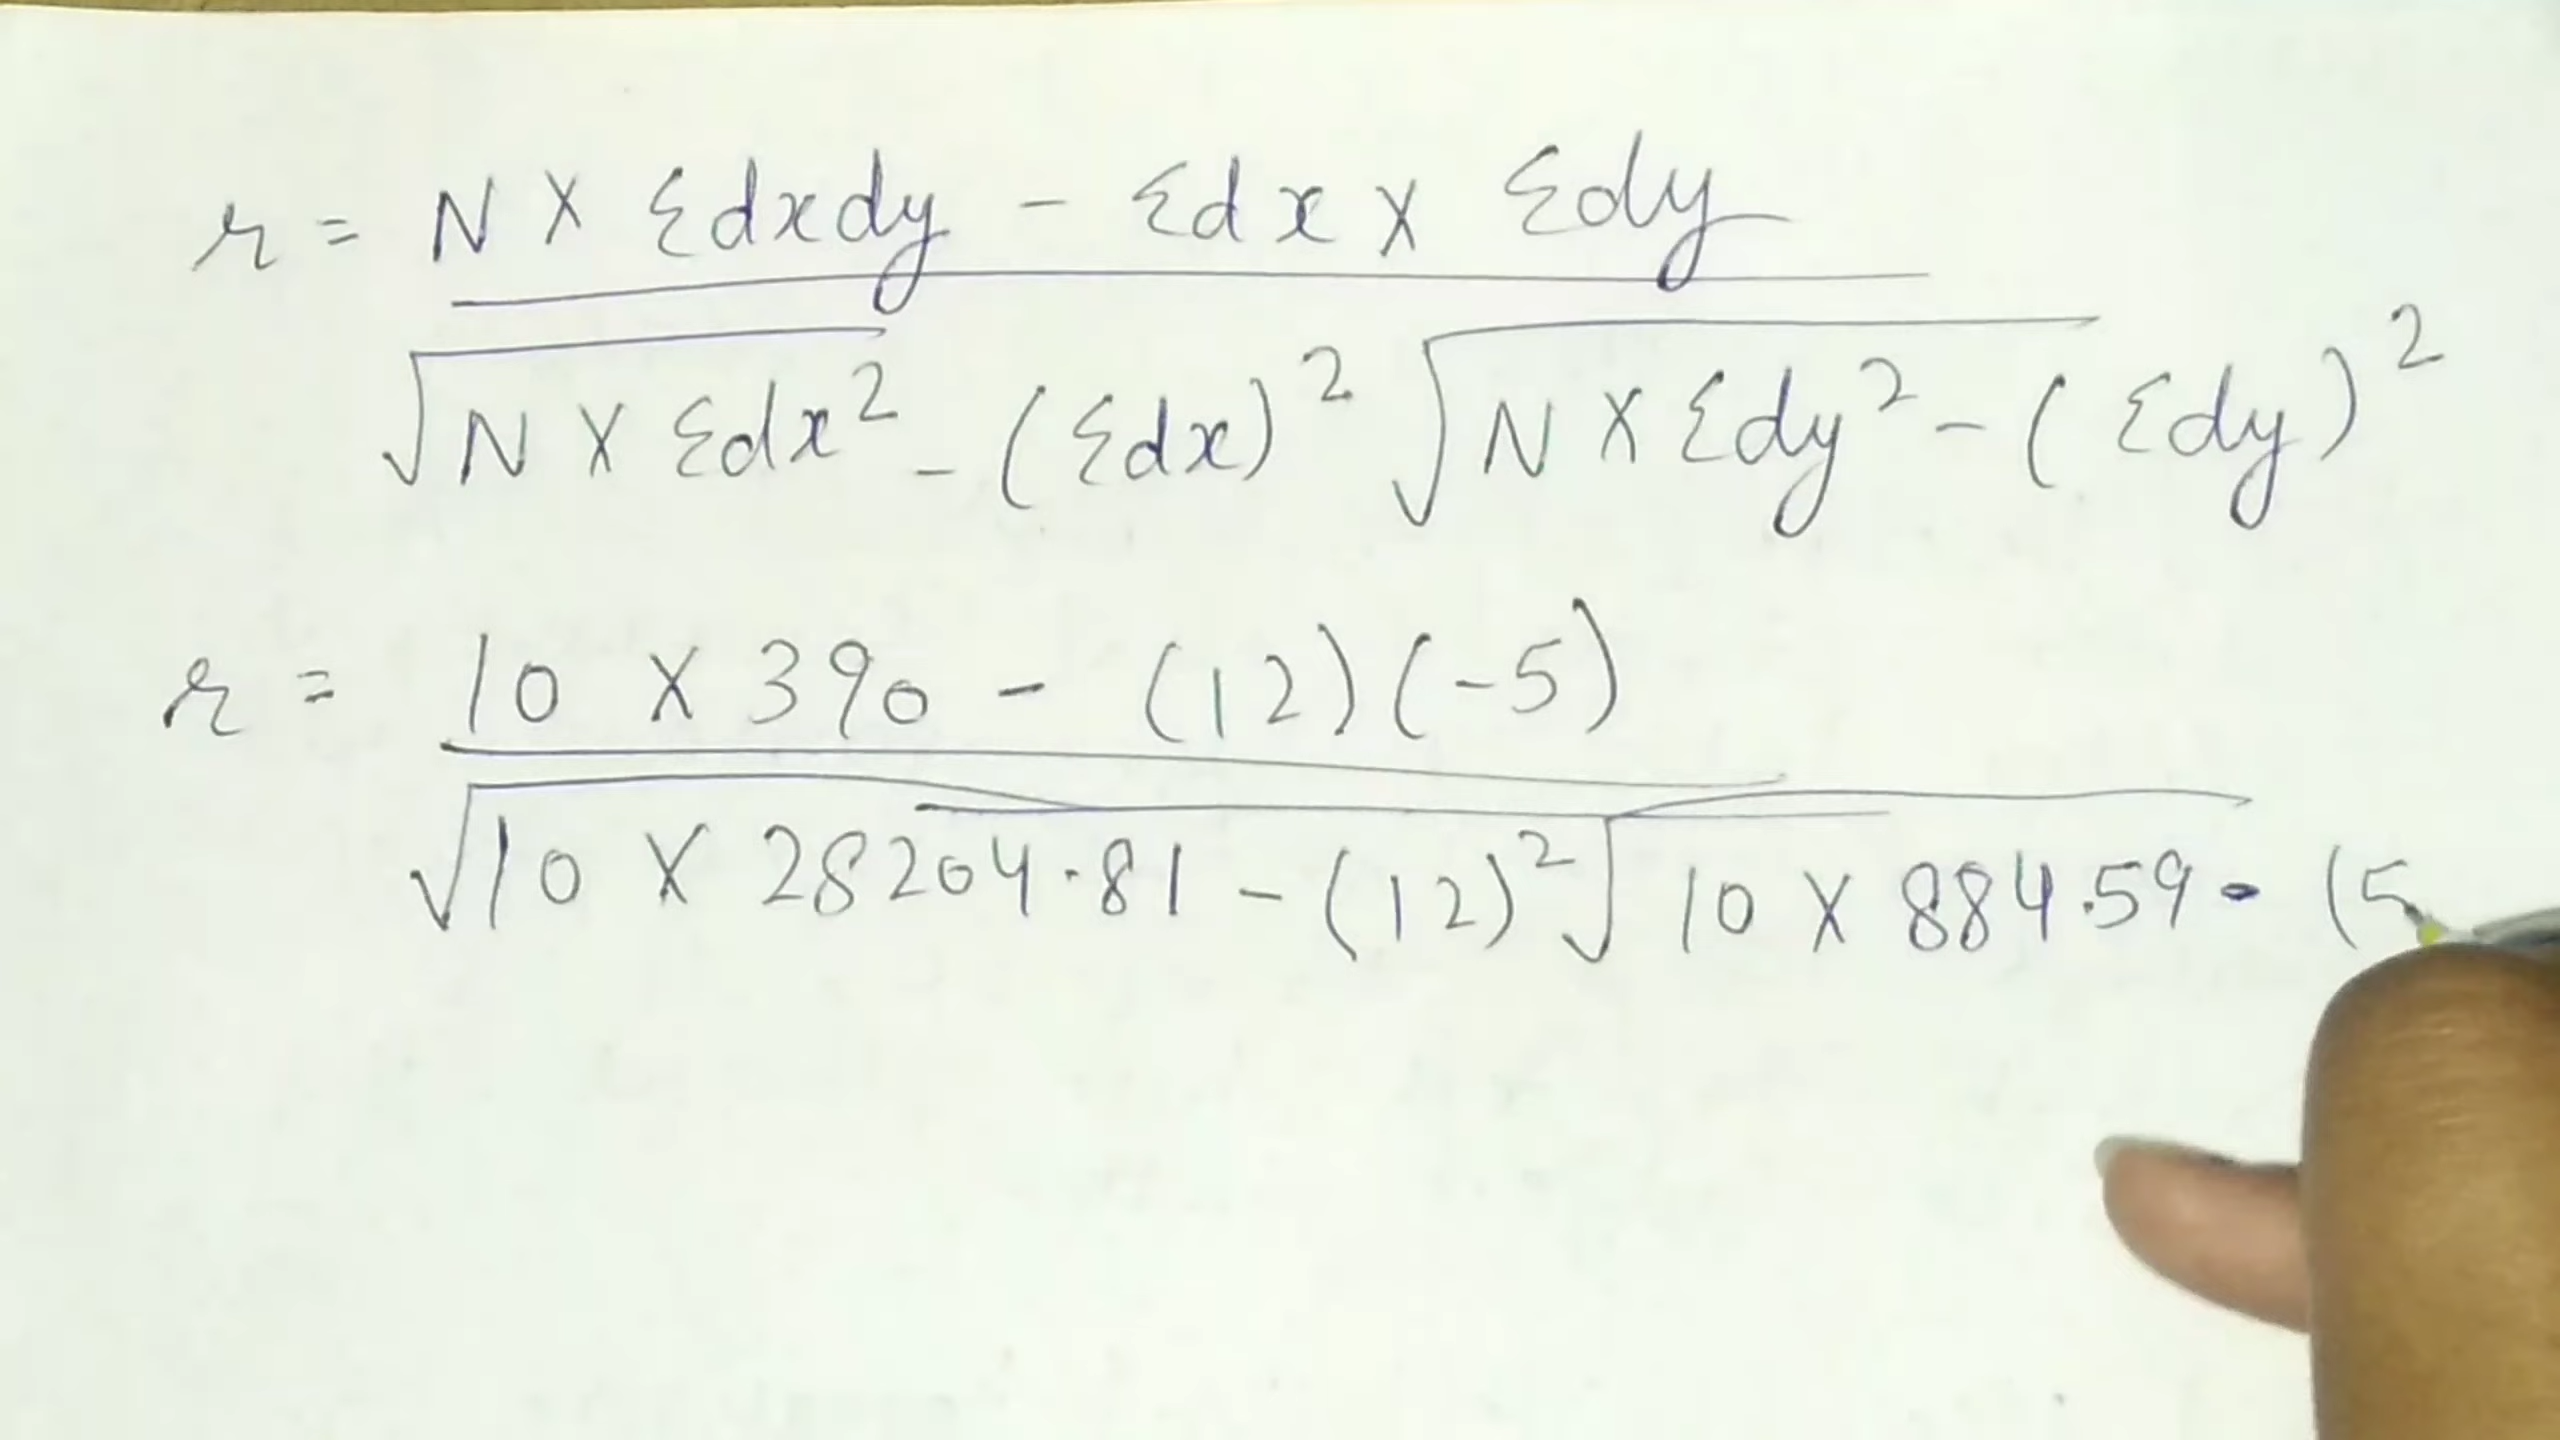 r = N X Σdxdy - Σdx X Σdy
√N X Σdx² - (Σdx)² √N X Σdy² - (Σdy)²
r = 10 X 390 - (12)(-5)
√10 X 28204.81 - (12)² √10 X 884.59 - (5